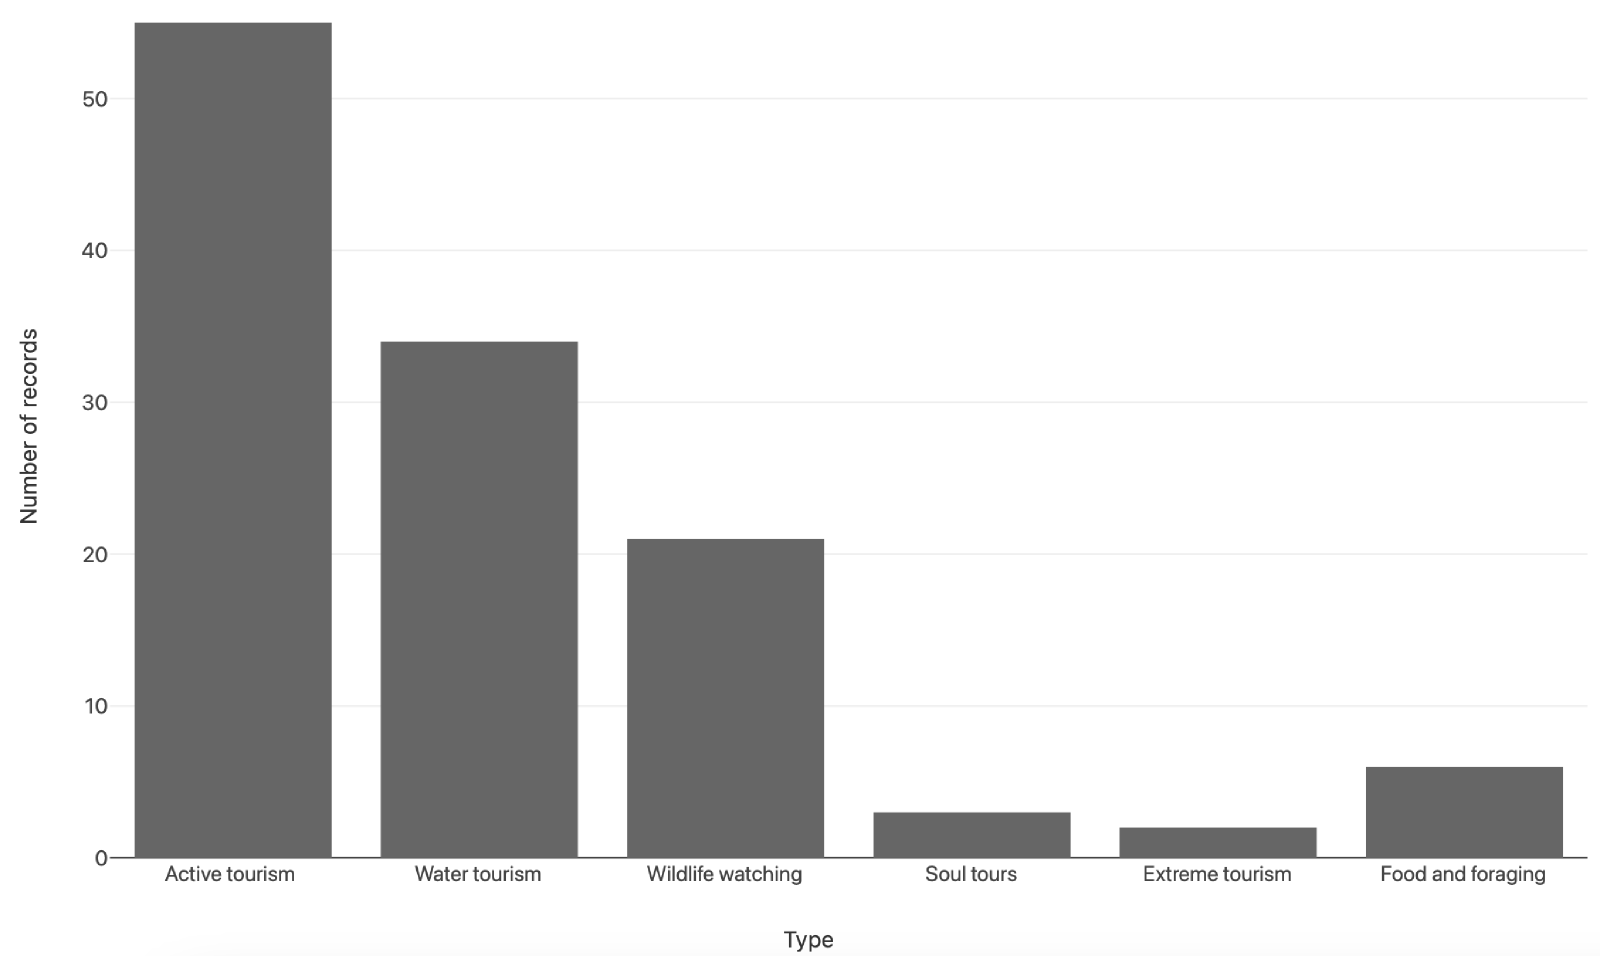 Number of records
50
40
30
20
10
0
Active tourism
Water tourism
Wildlife watching
Soul tours
Extreme tourism
Food and foraging
Type